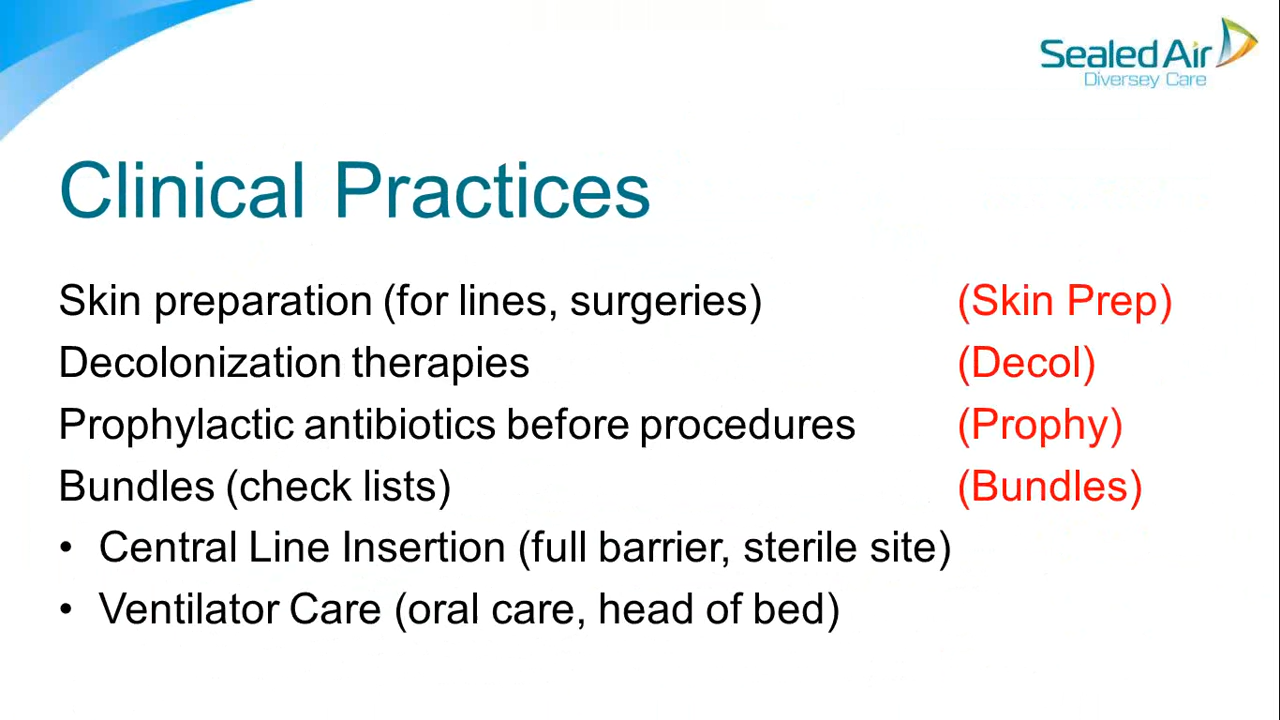 Sealed Air
Diversey Care
Clinical Practices
Skin preparation (for lines, surgeries) (Skin Prep)
Decolonization therapies (Decol)
Prophylactic antibiotics before procedures (Prophy)
Bundles (check lists) (Bundles)
• Central Line Insertion (full barrier, sterile site)
• Ventilator Care (oral care, head of bed)